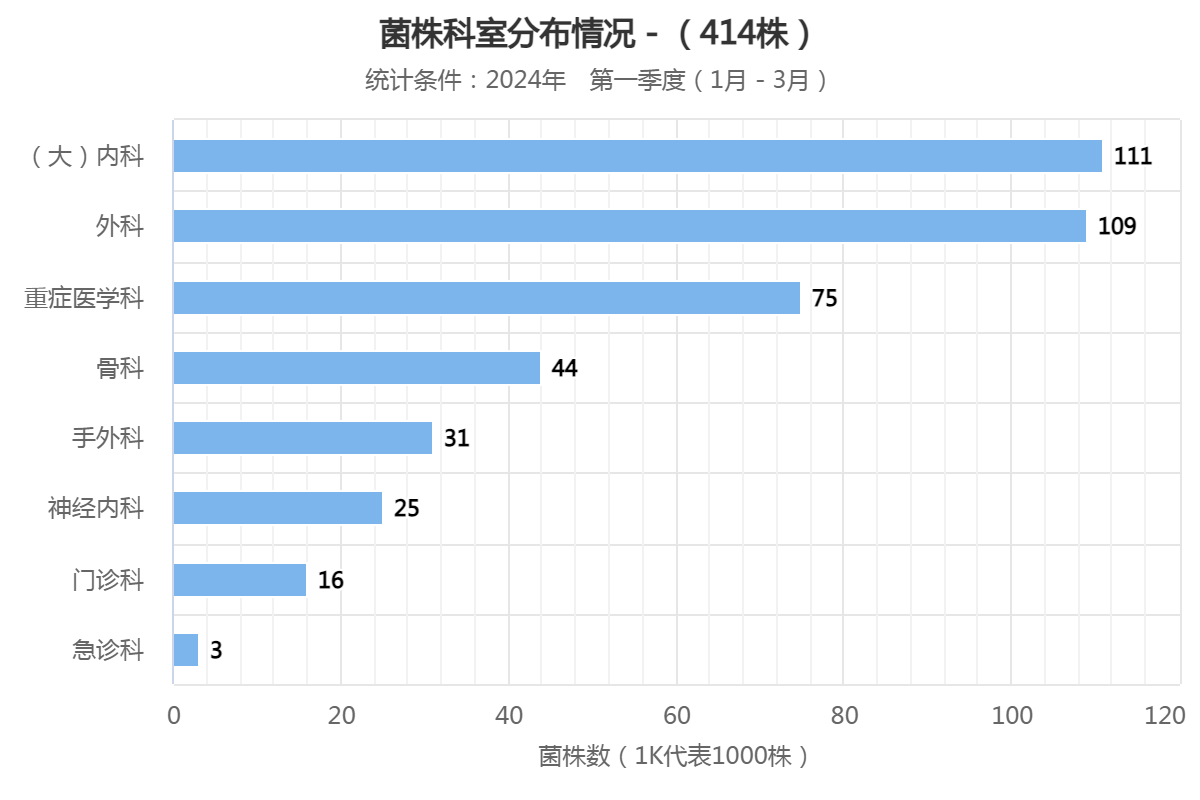 菌株科室分布情况 - （414株）
统计条件：2024年 第一季度（1月 - 3月）
（大）内科 111
外科 109
重症医学科 75
骨科 44
手外科 31
神经内科 25
门诊科 16
急诊科 3
0 20 40 60 80 100 120
菌株数（1K代表1000株）